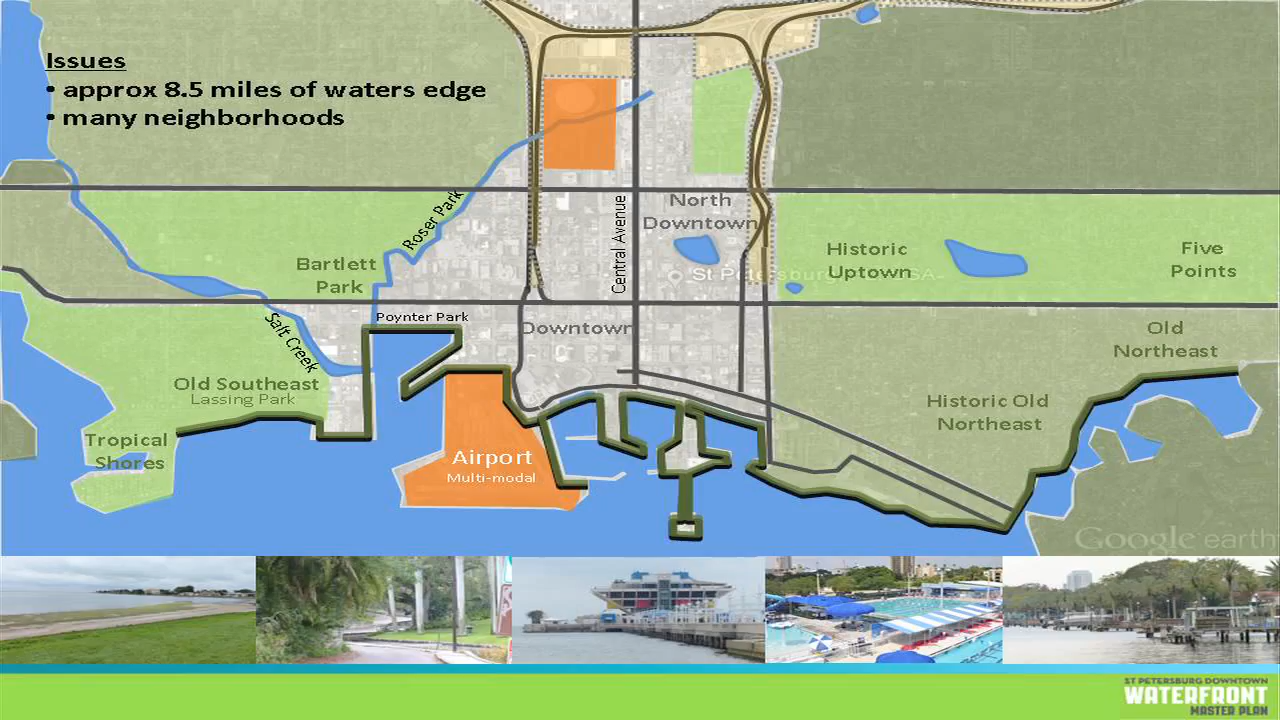 Issues
• approx 8.5 miles of waters edge
• many neighborhoods
Roser Park
Central Avenue
North
Downtown
St Petersburg
Historic
Uptown
Five
Points
Bartlett
Park
Poynter Park
Downtown
Salt Creek
Old
Northeast
Old Southeast
Lassing Park
Historic Old
Northeast
Tropical
Shores
Airport
Multi-modal
Google earth
ST PETERSBURG DOWNTOWN
WATERFRONT
MASTER PLAN